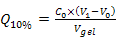 Q10% = C0×(V1−V0) / Vgel